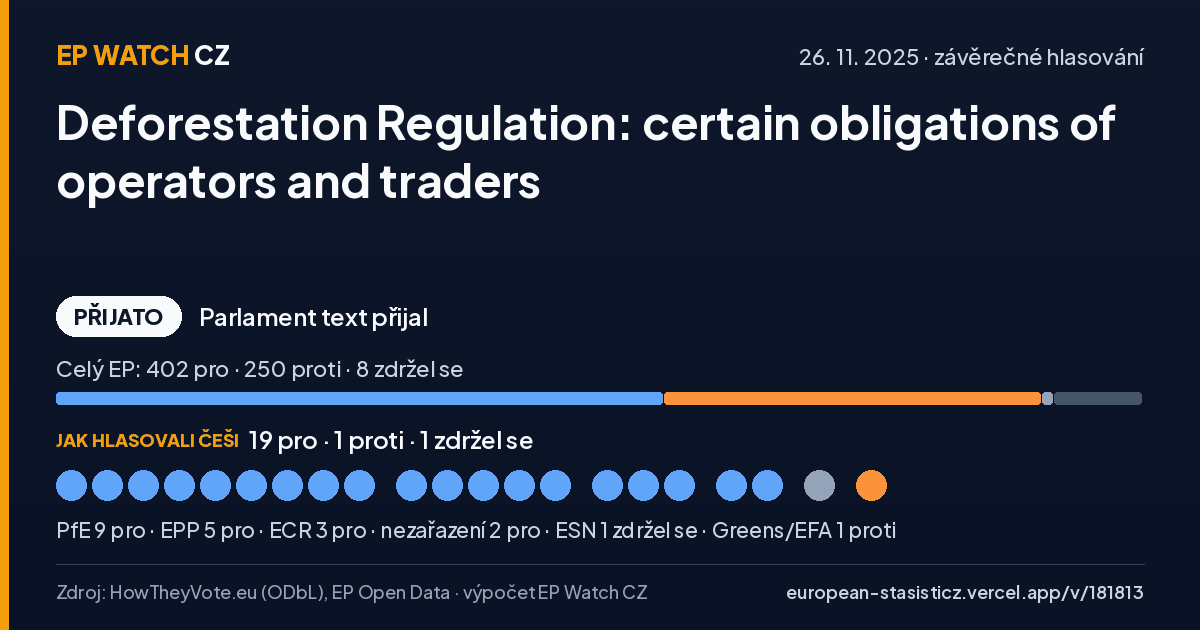 EP WATCH CZ
26. 11. 2025 · závěrečné hlasování
Deforestation Regulation: certain obligations of
operators and traders
PŘIJATO Parlament text přijal
Celý EP: 402 pro · 250 proti · 8 zdržel se
JAK HLASOVALI ČEŠI 19 pro · 1 proti · 1 zdržel se
PfE 9 pro · EPP 5 pro · ECR 3 pro · nezařazení 2 pro · ESN 1 zdržel se · Greens/EFA 1 proti
Zdroj: HowTheyVote.eu (ODbL), EP Open Data · výpočet EP Watch CZ
european-stasisticz.vercel.app/v/181813